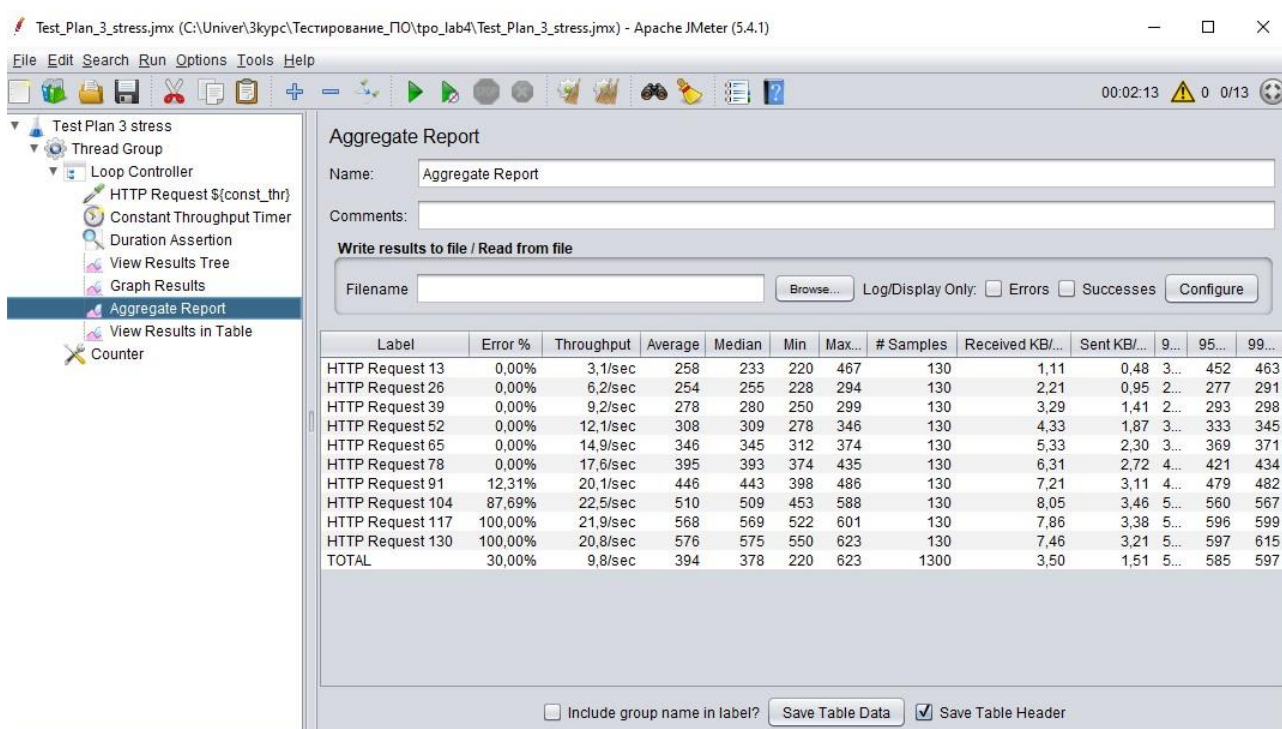 Test_Plan_3_stress.jmx (C:\Univer\3kypc\Тестирование_ПО\tpo_lab4\Test_Plan_3_stress.jmx) - Apache JMeter (5.4.1)
File Edit Search Run Options Tools Help
00:02:13 0 0/13
Test Plan 3 stress
Thread Group
Loop Controller
HTTP Request ${const_thr}
Constant Throughput Timer
Duration Assertion
View Results Tree
Graph Results
Aggregate Report
View Results in Table
Counter
Aggregate Report
Name: Aggregate Report
Comments:
Write results to file / Read from file
Filename Browse... Log/Display Only: Errors Successes Configure
Label Error % Throughput Average Median Min Max... # Samples Received KB/... Sent KB/... 9... 95... 99...
HTTP Request 13 0,00% 3,1/sec 258 233 220 467 130 1,11 0,48 3... 452 463
HTTP Request 26 0,00% 6,2/sec 254 255 228 294 130 2,21 0,95 2... 277 291
HTTP Request 39 0,00% 9,2/sec 278 280 250 299 130 3,29 1,41 2... 293 298
HTTP Request 52 0,00% 12,1/sec 308 309 278 346 130 4,33 1,87 3... 333 345
HTTP Request 65 0,00% 14,9/sec 346 345 312 374 130 5,33 2,30 3... 369 371
HTTP Request 78 0,00% 17,6/sec 395 393 374 435 130 6,31 2,72 4... 421 434
HTTP Request 91 12,31% 20,1/sec 446 443 398 486 130 7,21 3,11 4... 479 482
HTTP Request 104 87,69% 22,5/sec 510 509 453 588 130 8,05 3,46 5... 560 567
HTTP Request 117 100,00% 21,9/sec 568 569 522 601 130 7,86 3,38 5... 596 599
HTTP Request 130 100,00% 20,8/sec 576 575 550 623 130 7,46 3,21 5... 597 615
TOTAL 30,00% 9,8/sec 394 378 220 623 1300 3,50 1,51 5... 585 597
Include group name in label? Save Table Data Save Table Header